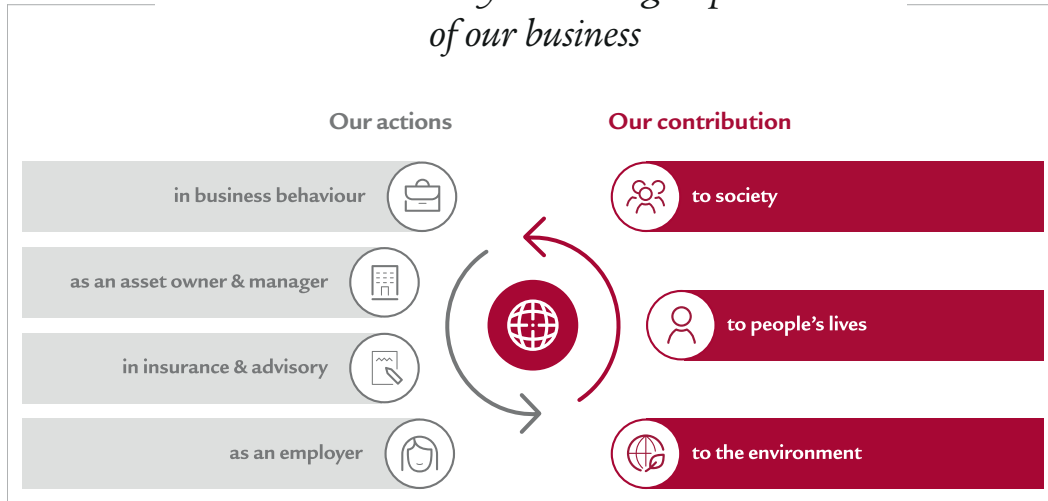 of our business
Our actions
in business behaviour
as an asset owner & manager
in insurance & advisory
as an employer
Our contribution
to society
to people's lives
to the environment